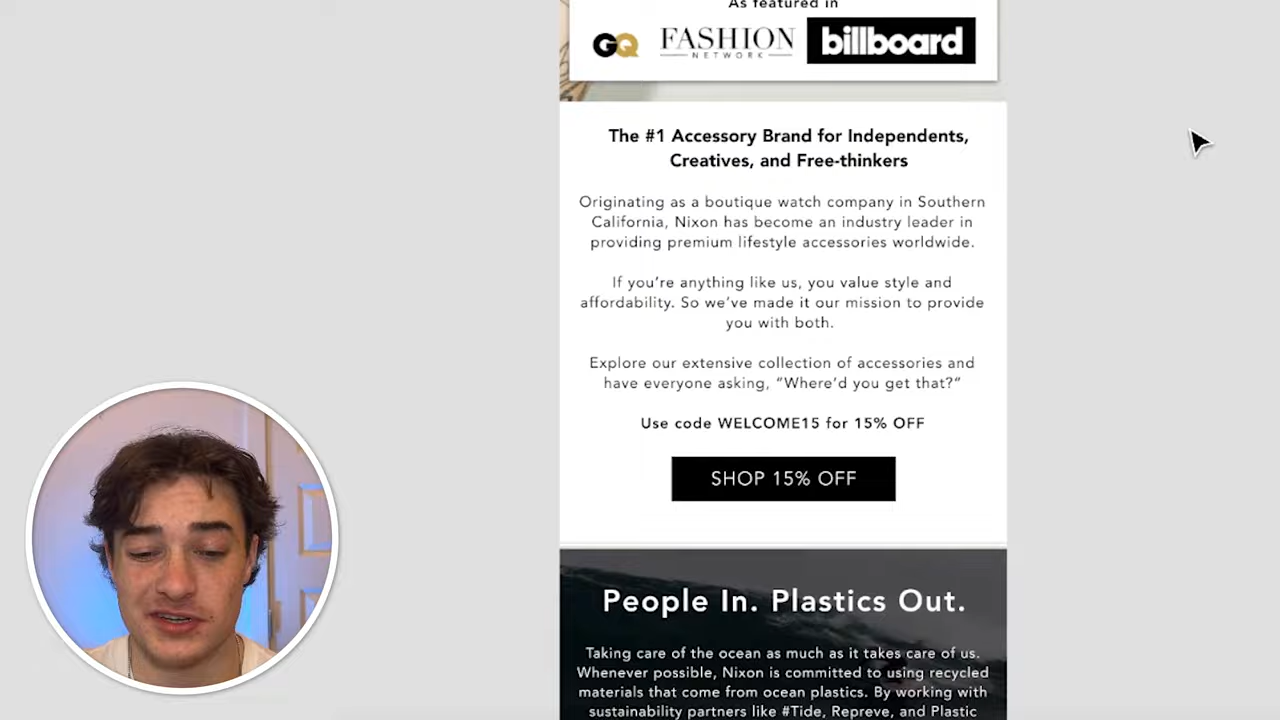 As featured in
GQ FASHION billboard
NETWORK
The #1 Accessory Brand for Independents,
Creatives, and Free-thinkers
Originating as a boutique watch company in Southern
California, Nixon has become an industry leader in
providing premium lifestyle accessories worldwide.
If you’re anything like us, you value style and
affordability. So we’ve made it our mission to provide
you with both.
Explore our extensive collection of accessories and
have everyone asking, “Where’d you get that?”
Use code WELCOME15 for 15% OFF
SHOP 15% OFF
People In. Plastics Out.
Taking care of the ocean as much as it takes care of us.
Whenever possible, Nixon is committed to using recycled
materials that come from ocean plastics. By working with
sustainability partners like #Tide, Repreve, and Plastic